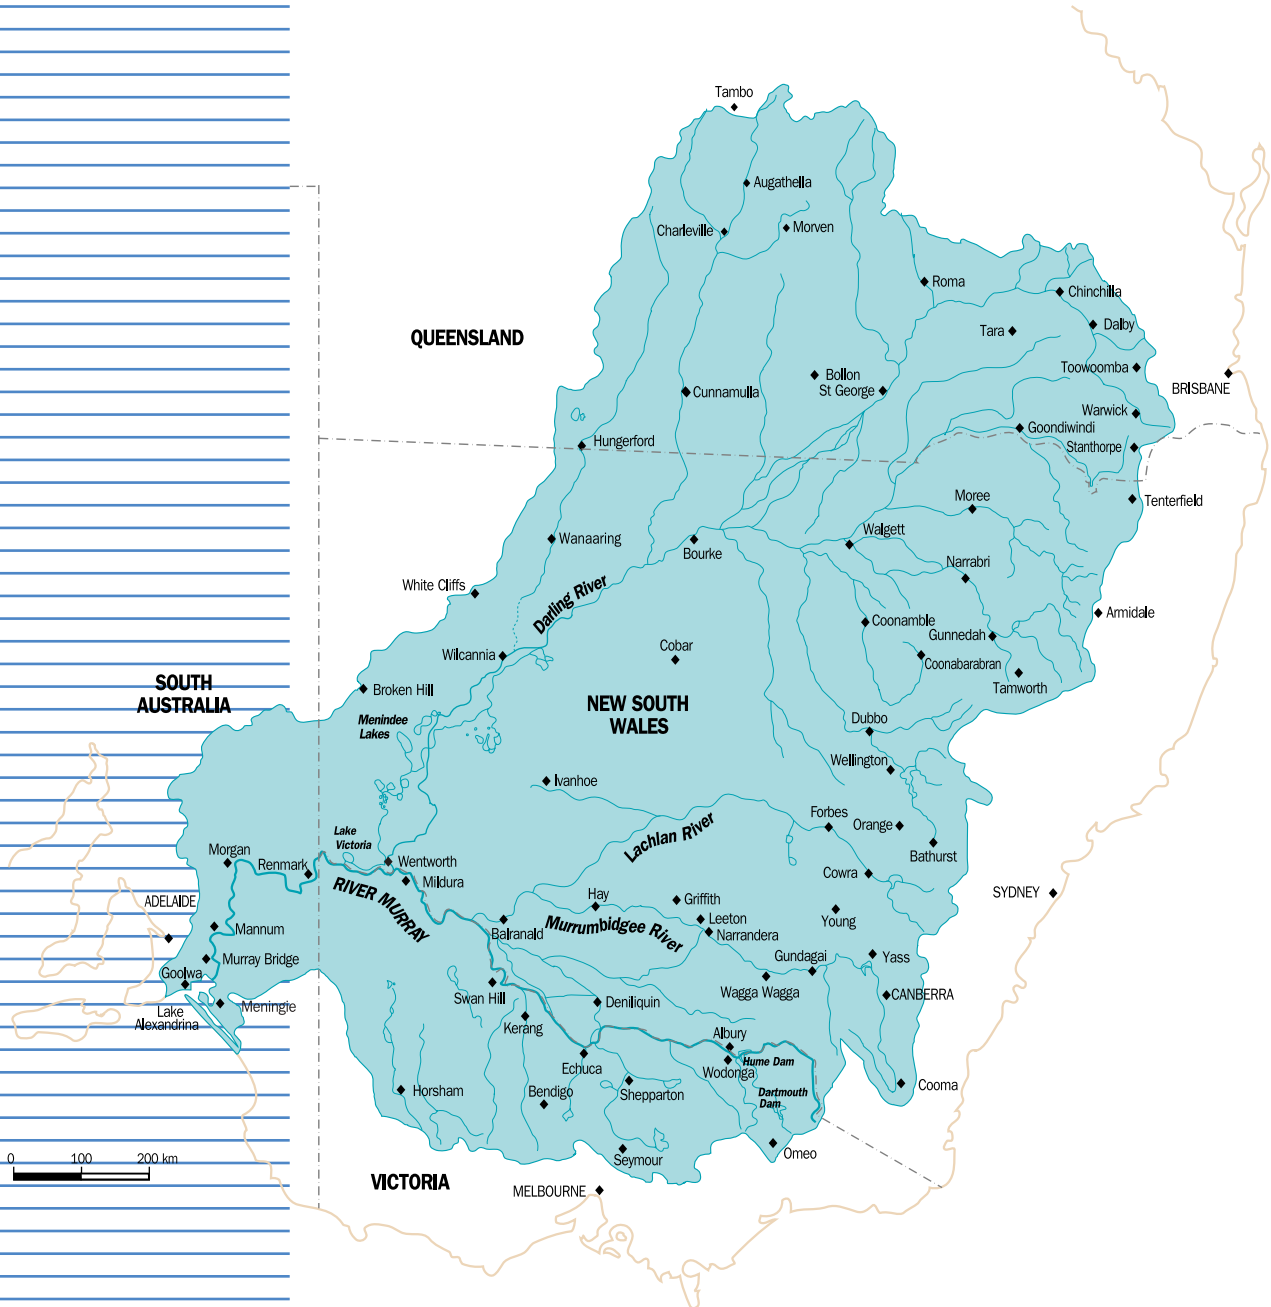 Tambo
Augathella
Charleville
Morven
Roma
Chinchilla
QUEENSLAND
Tara
Dalby
Toowoomba
Bollon
St George
BRISBANE
Cunnamulla
Warwick
Goondiwindi
Hungerford
Stanthorpe
Moree
Tenterfield
Walgett
Wanaaring
Bourke
Narrabri
White Cliffs
Darling River
Armidale
Coonamble
Gunnedah
Cobar
Wilcannia
Coonabarabran
SOUTH
AUSTRALIA
Broken Hill
Tamworth
NEW SOUTH
WALES
Menindee
Lakes
Dubbo
Wellington
Ivanhoe
Forbes
Orange
Lachlan River
Lake
Victoria
Morgan
Renmark
Wentworth
Bathurst
Mildura
Cowra
RIVER MURRAY
SYDNEY
ADELAIDE
Hay
Griffith
Leeton
Young
Mannum
Balranald
Murrumbidgee River
Narrandera
Murray Bridge
Gundagai
Yass
Goolwa
Swan Hill
Wagga Wagga
CANBERRA
Deniliquin
Meningie
Lake
Alexandrina
Kerang
Albury
Echuca
Wodonga
Hume Dam
Horsham
Bendigo
Shepparton
Dartmouth
Dam
Cooma
Omeo
Seymour
0 100 200 km
VICTORIA
MELBOURNE